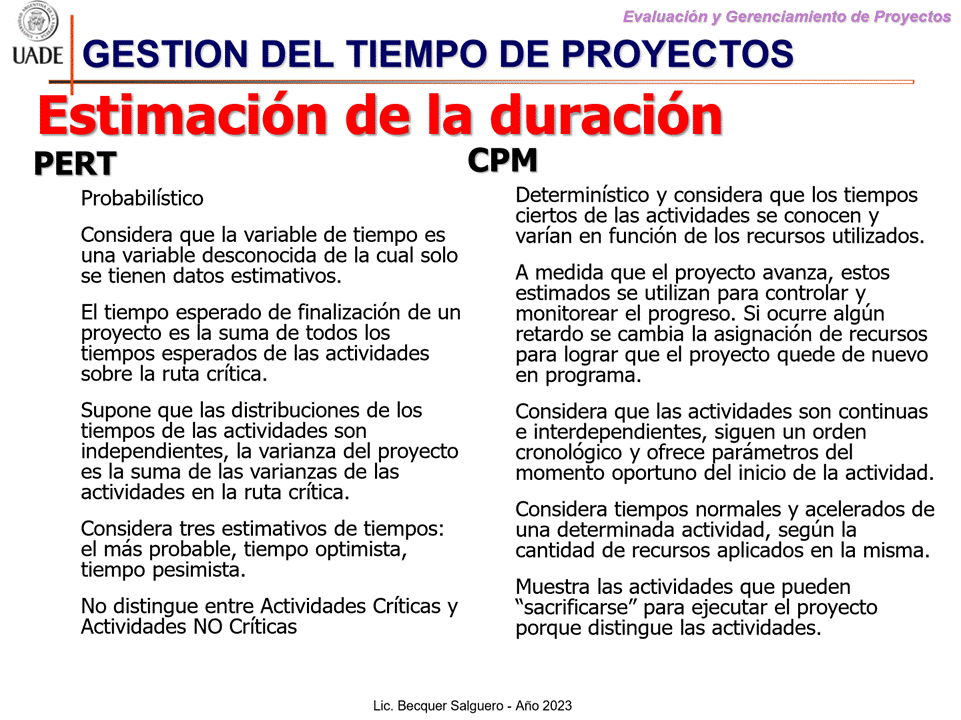 Evaluación y Gerenciamiento de Proyectos
UADE
GESTION DEL TIEMPO DE PROYECTOS
Estimación de la duración
PERT
Probabilístico
Considera que la variable de tiempo es
una variable desconocida de la cual solo
se tienen datos estimativos.
El tiempo esperado de finalización de un
proyecto es la suma de todos los
tiempos esperados de las actividades
sobre la ruta crítica.
Supone que las distribuciones de los
tiempos de las actividades son
independientes, la varianza del proyecto
es la suma de las varianzas de las
actividades en la ruta crítica.
Considera tres estimativos de tiempos:
el más probable, tiempo optimista,
tiempo pesimista.
No distingue entre Actividades Críticas y
Actividades NO Críticas
CPM
Determinístico y considera que los tiempos
ciertos de las actividades se conocen y
varían en función de los recursos utilizados.
A medida que el proyecto avanza, estos
estimados se utilizan para controlar y
monitorear el progreso. Si ocurre algún
retardo se cambia la asignación de recursos
para lograr que el proyecto quede de nuevo
en programa.
Considera que las actividades son continuas
e interdependientes, siguen un orden
cronológico y ofrece parámetros del
momento oportuno del inicio de la actividad.
Considera tiempos normales y acelerados de
una determinada actividad, según la
cantidad de recursos aplicados en la misma.
Muestra las actividades que pueden
“sacrificarse” para ejecutar el proyecto
porque distingue las actividades.
Lic. Becquer Salguero - Año 2023